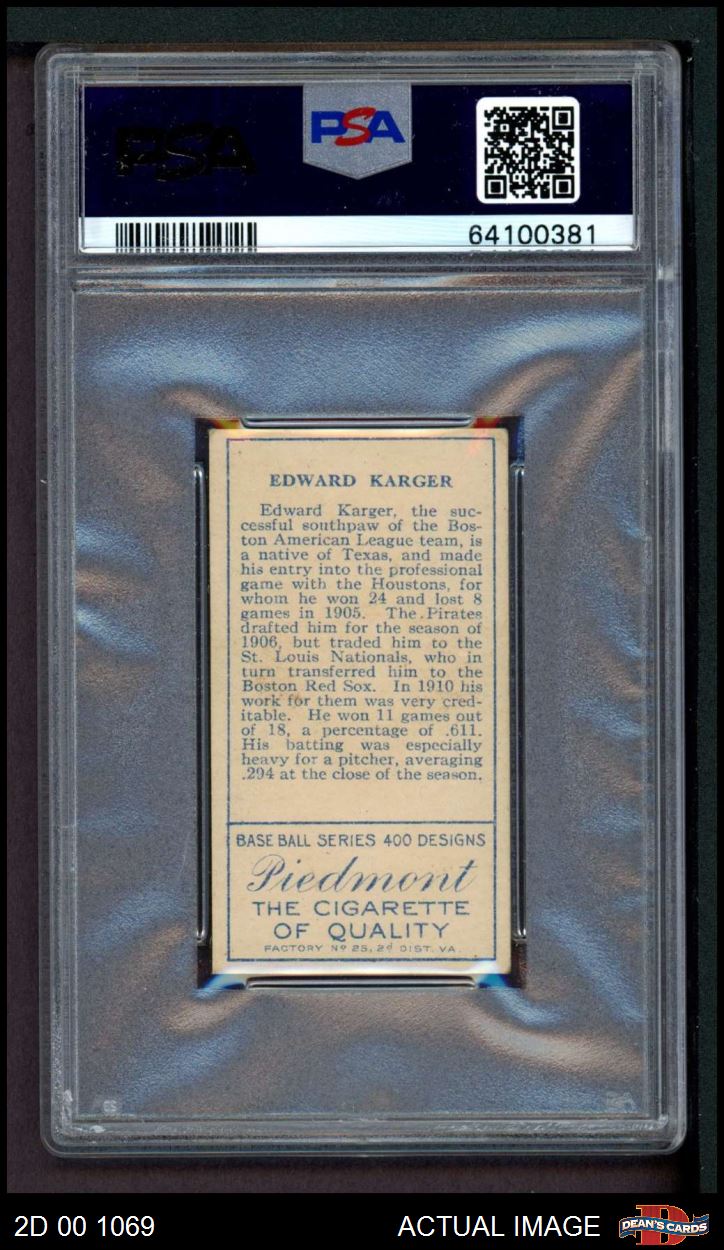 PSA
PSA
64100381
EDWARD KARGER
Edward Karger, the suc-
cessful southpaw of the Bos-
ton American League team, is
a native of Texas, and made
his entry into the professional
game with the Houstons, for
whom he won 24 and lost 8
games in 1905. The Pirates
drafted him for the season of
1906, but traded him to the
St. Louis Nationals, who in
turn transferred him to the
Boston Red Sox. In 1910 his
work for them was very cred-
itable. He won 11 games out
of 18, a percentage of .611.
His batting was especially
heavy for a pitcher, averaging
.294 at the close of the season.
BASE BALL SERIES 400 DESIGNS
Piedmont
THE CIGARETTE
OF QUALITY
FACTORY Nº 25, 2d DIST. VA.
2D 00 1069
ACTUAL IMAGE
D
DEAN'S CARDS